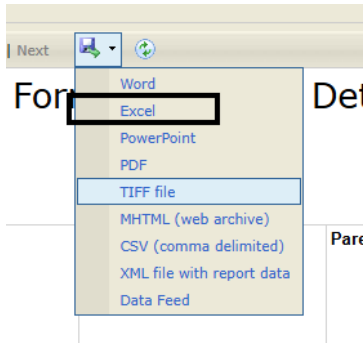 Next
Word
For Det
Excel
PowerPoint
PDF
TIFF file
MHTML (web archive)
CSV (comma delimited)
Pare
XML file with report data
Data Feed